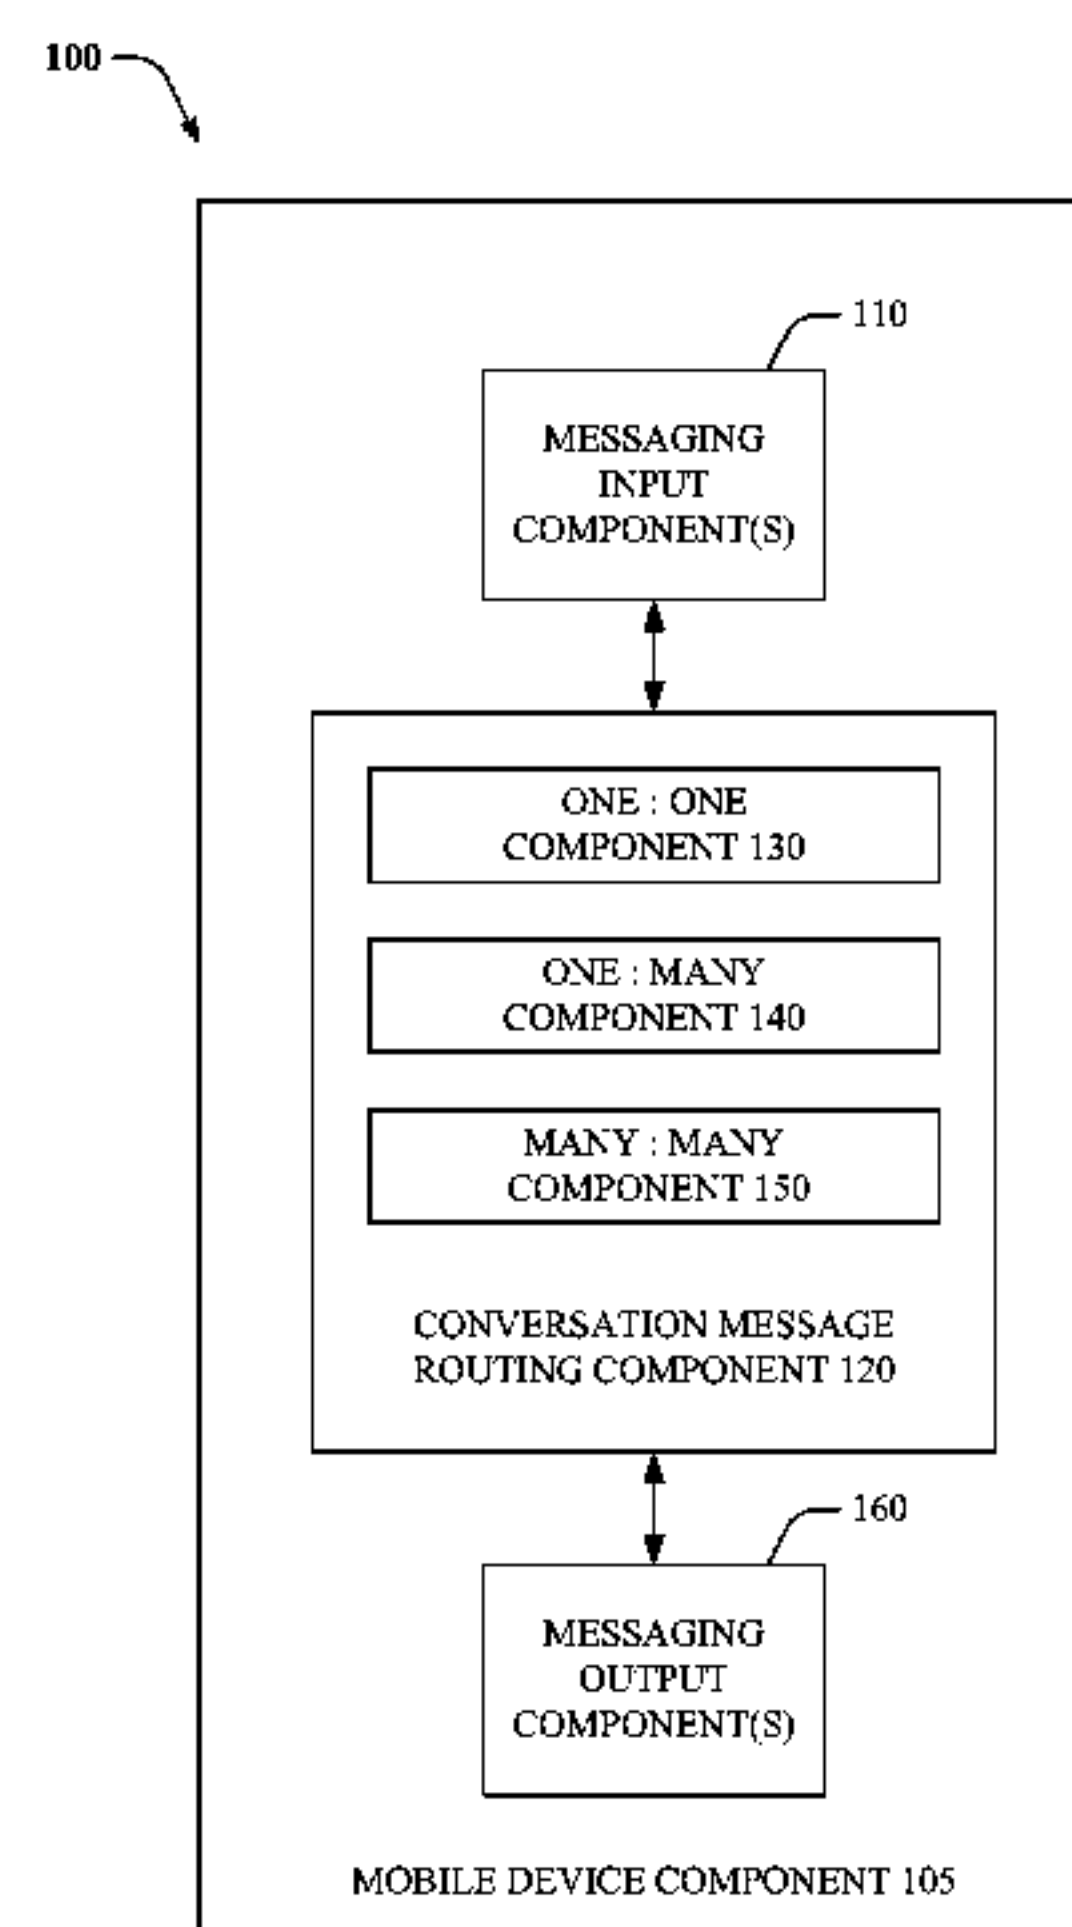 100
110
MESSAGING
INPUT
COMPONENT(S)
ONE : ONE
COMPONENT 130
ONE : MANY
COMPONENT 140
MANY : MANY
COMPONENT 150
CONVERSATION MESSAGE
ROUTING COMPONENT 120
160
MESSAGING
OUTPUT
COMPONENT(S)
MOBILE DEVICE COMPONENT 105